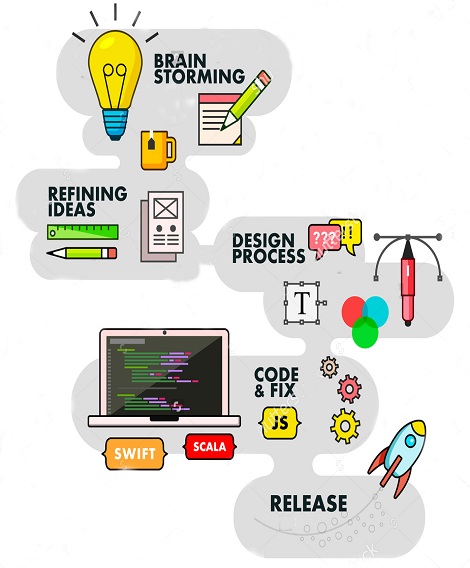 BRAIN
STORMING
REFINING
IDEAS
DESIGN
PROCESS
??? !!
T
CODE
& FIX
JS
SWIFT
SCALA
RELEASE